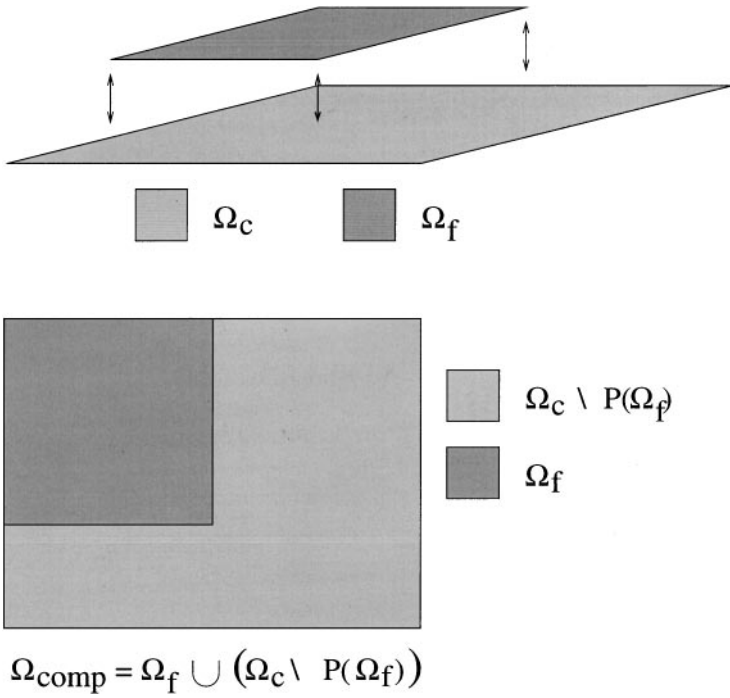 Ω_c Ω_f
Ω_c \ P(Ω_f)
Ω_f
Ω_comp = Ω_f ∪ (Ω_c \ P(Ω_f))